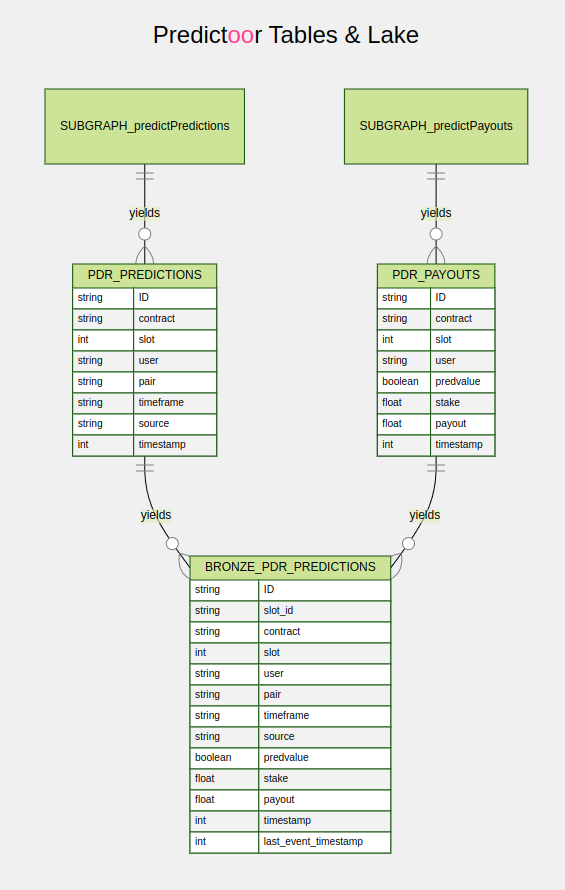 Predictoor Tables & Lake
SUBGRAPH_predictPredictions
SUBGRAPH_predictPayouts
yields
yields
PDR_PREDICTIONS
string ID
string contract
int slot
string user
string pair
string timeframe
string source
int timestamp
PDR_PAYOUTS
string ID
string contract
int slot
string user
boolean predvalue
float stake
float payout
int timestamp
yields
yields
BRONZE_PDR_PREDICTIONS
string ID
string slot_id
string contract
int slot
string user
string pair
string timeframe
string source
boolean predvalue
float stake
float payout
int timestamp
int last_event_timestamp